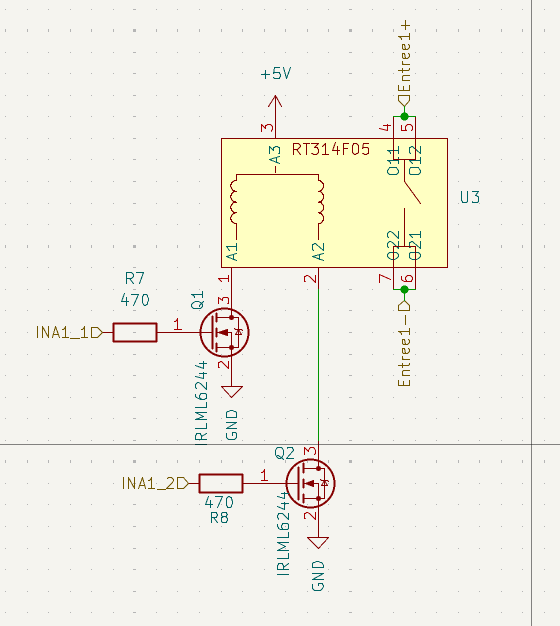 Entree1+
+5V
3
4
5
RT314F05
-A3
O11
O12
U3
A1
A2
O22
O21
1
2
7
6
R7
470
Q1
3
INA1_1
1
2
IRLML6244
GND
Entree1-
Q2
3
INA1_2
1
470
R8
2
IRLML6244
GND